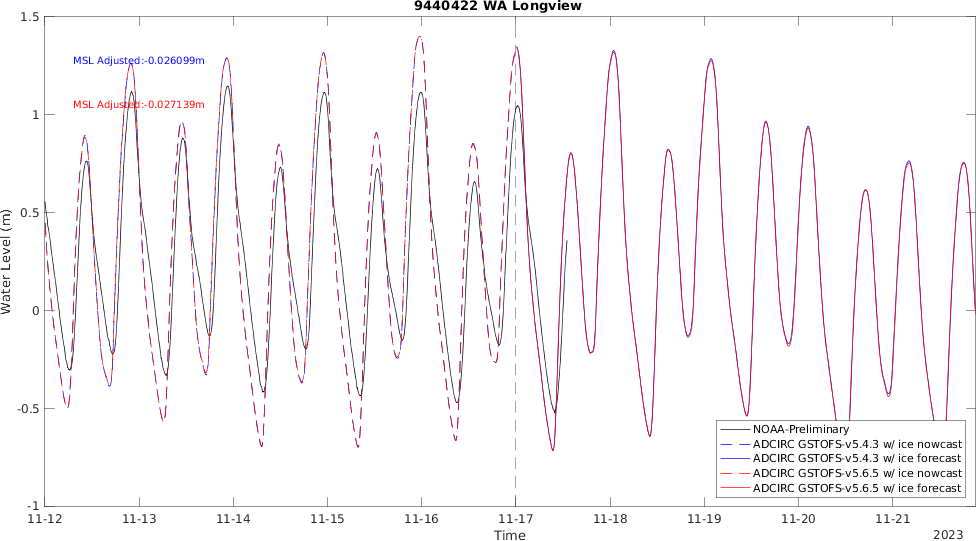 9440422 WA Longview
MSL Adjusted:-0.026099m
MSL Adjusted:-0.027139m
Water Level (m)
1.5
1
0.5
0
-0.5
-1
NOAA-Preliminary
ADCIRC GSTOFS-v5.4.3 w/ ice nowcast
ADCIRC GSTOFS-v5.4.3 w/ ice forecast
ADCIRC GSTOFS-v5.6.5 w/ ice nowcast
ADCIRC GSTOFS-v5.6.5 w/ ice forecast
11-12 11-13 11-14 11-15 11-16 11-17 11-18 11-19 11-20 11-21
Time
2023